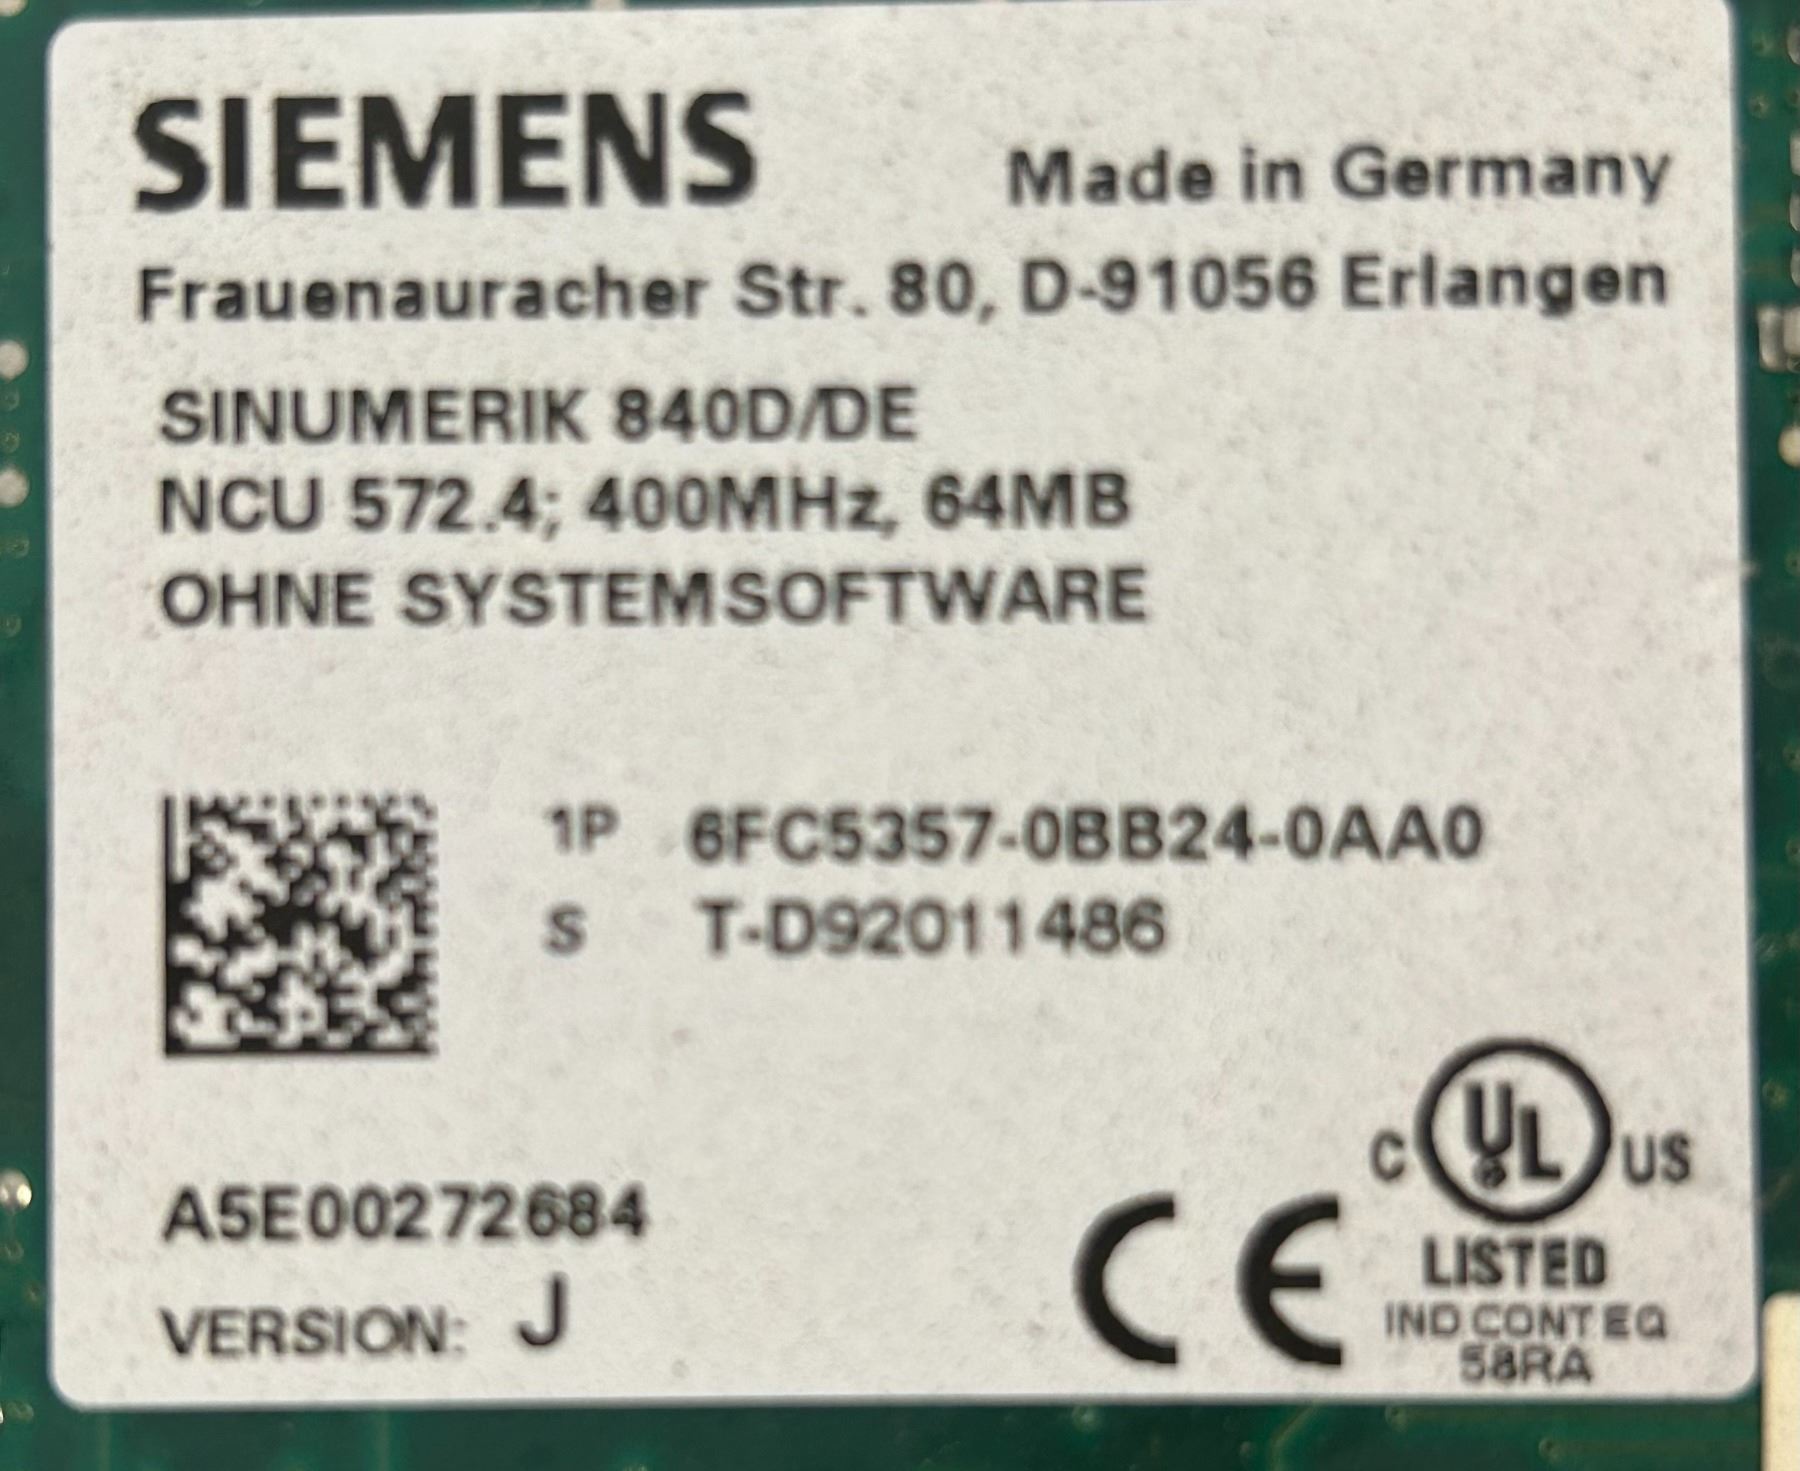 SIEMENS
Made in Germany
Frauenauracher Str. 80, D-91056 Erlangen
SINUMERIK 840D/DE
NCU 572.4; 400MHz, 64MB
OHNE SYSTEMSOFTWARE
1P 6FC5357-0BB24-0AA0
S T-D92011486
A5E00272684
VERSION: J
CE
C UL US
LISTED
IND CONT EQ
58RA